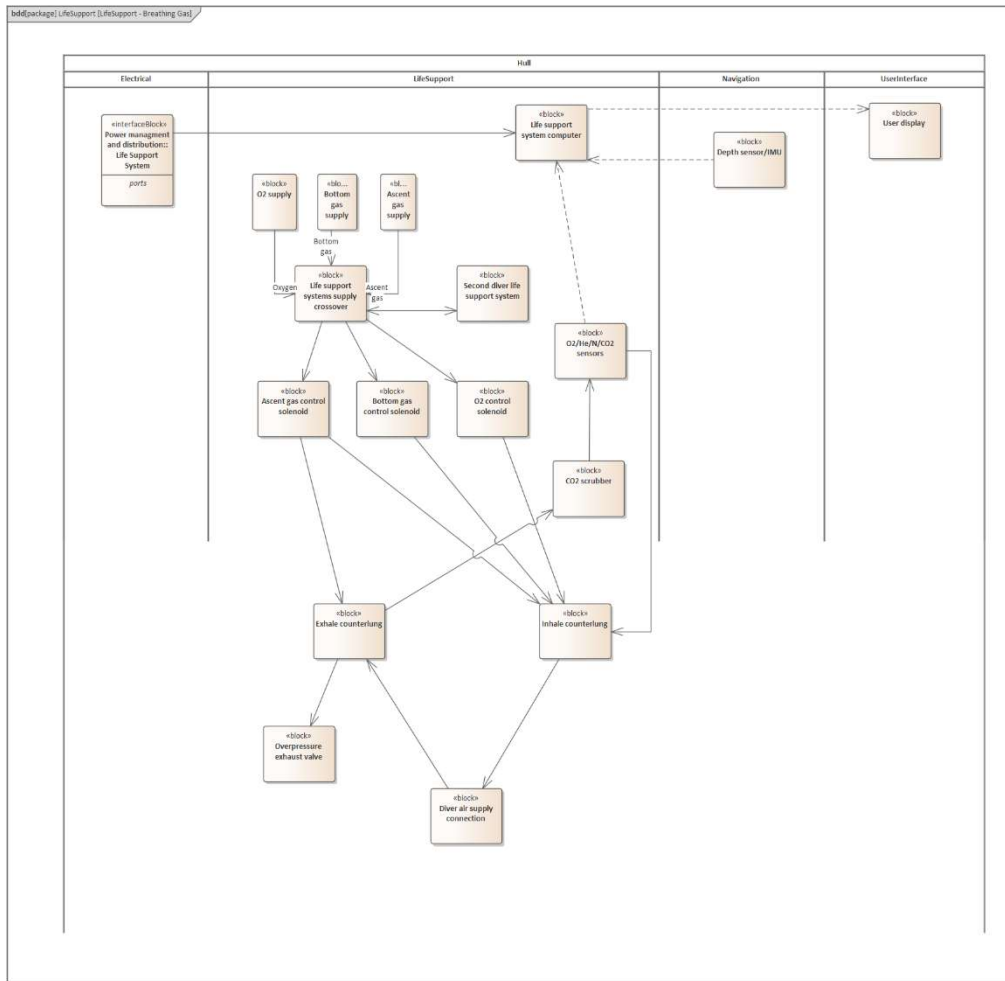 bdd[package] LifeSupport [LifeSupport - Breathing Gas]
Hull
Electrical
LifeSupport
Navigation
UserInterface
«interfaceBlock»
Power managment
and distribution::
Life Support
System
ports
«block»
Life support
system computer
«block»
User display
«block»
Depth sensor/IMU
«block»
O2 supply
«blo...
Bottom
gas
supply
«bl...
Ascent
gas
supply
Bottom
gas
Oxygen
Ascent
gas
«block»
Life support
systems supply
crossover
«block»
Second diver life
support system
«block»
O2/He/N/CO2
sensors
«block»
Ascent gas control
solenoid
«block»
Bottom gas
control solenoid
«block»
O2 control
solenoid
«block»
CO2 scrubber
«block»
Exhale counterlung
«block»
Inhale counterlung
«block»
Overpressure
exhaust valve
«block»
Diver air supply
connection